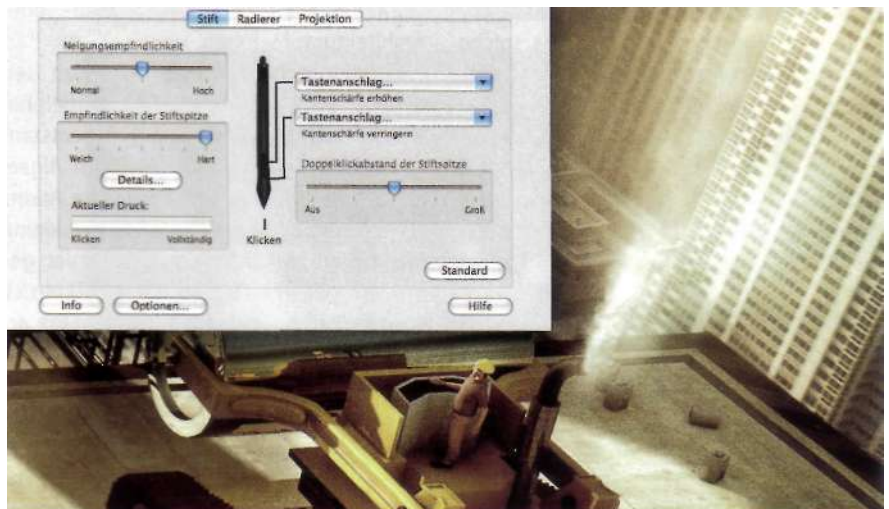 Stift Radierer Projektion
Neigungsempfindlichkeit
Normal Hoch
Empfindlichkeit der Stiftspitze
Weich Hart
Details...
Aktueller Druck:
Klicken Vollständig
Klicken
Tastenanschlag...
Kantenschärfe erhöhen
Tastenanschlag...
Kantenschärfe verringern
Doppelklickabstand der Stiftspitze
Aus Groß
Standard
Info Optionen... Hilfe